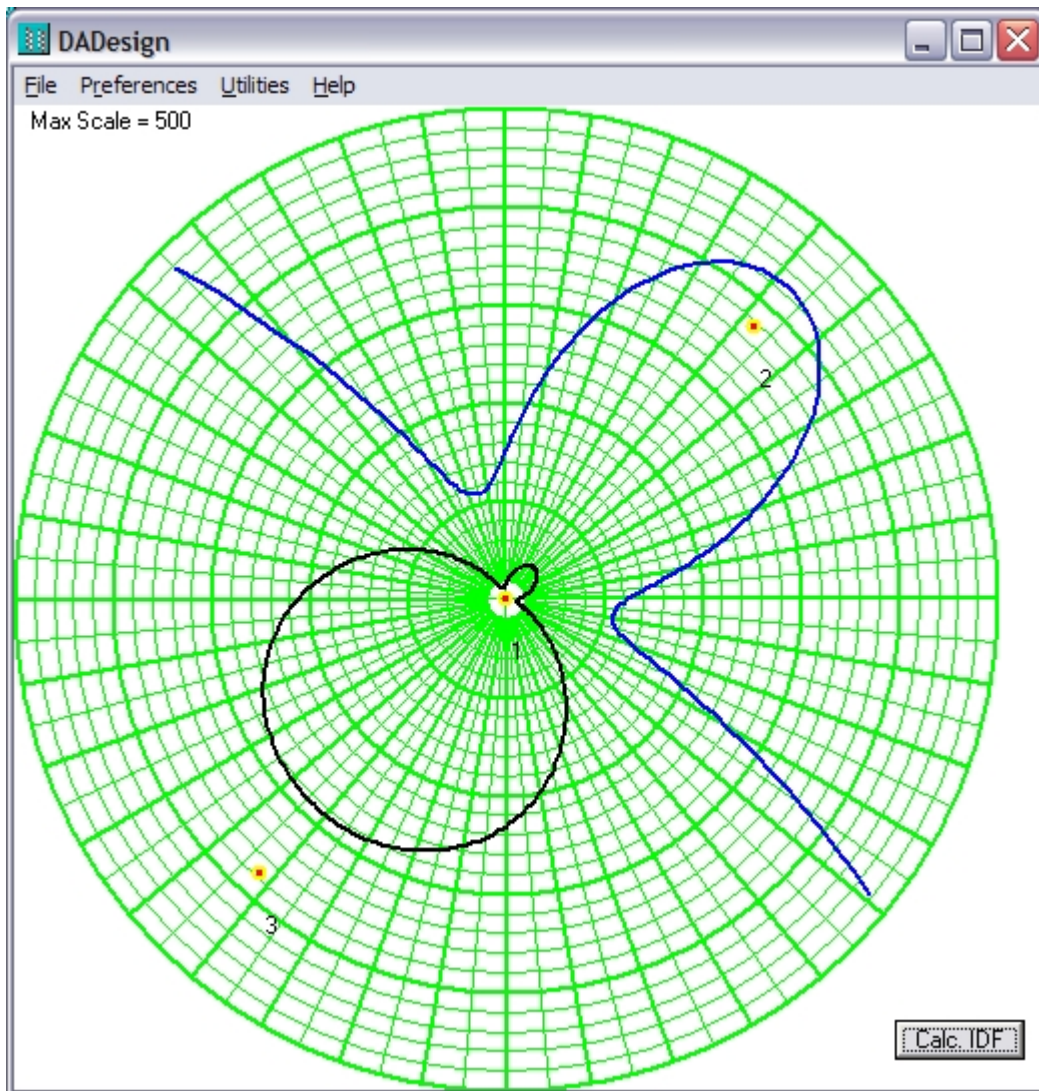 DADesign
File Preferences Utilities Help
Max Scale = 500
2
1
3
Calc. IDF